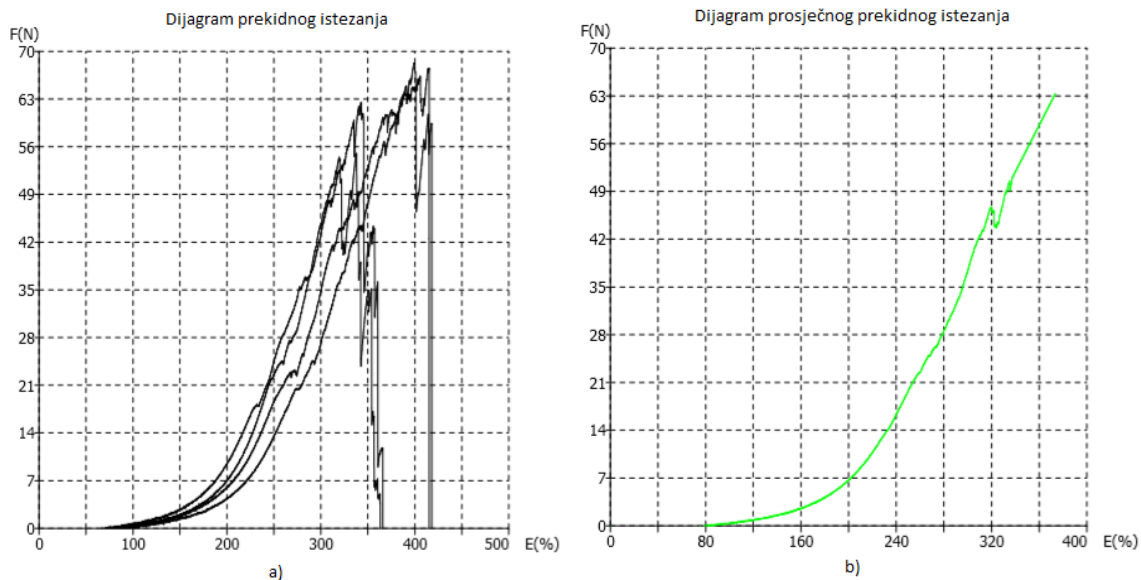 Dijagram prekidnog istezanja
F(N)
70
63
56
49
42
35
28
21
14
7
0
0 100 200 300 400 500 E(%)
a)
Dijagram prosječnog prekidnog istezanja
F(N)
70
63
56
49
42
35
28
21
14
7
0
0 80 160 240 320 400
E(%)
b)